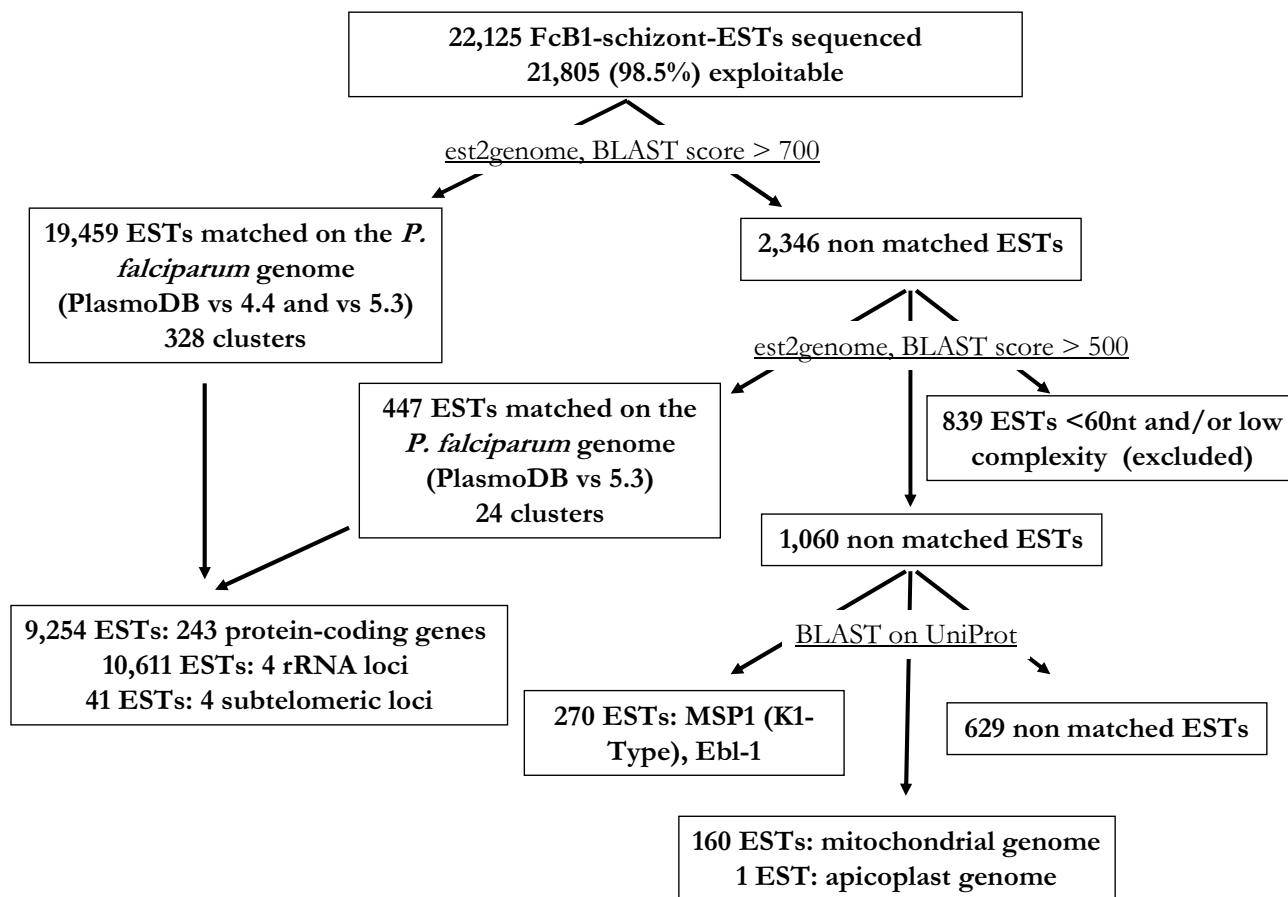 22,125 FcB1-schizont-ESTs sequenced
21,805 (98.5%) exploitable
est2genome, BLAST score > 700
19,459 ESTs matched on the P.
falciparum genome
(PlasmoDB vs 4.4 and vs 5.3)
328 clusters
2,346 non matched ESTs
est2genome, BLAST score > 500
447 ESTs matched on the
P. falciparum genome
(PlasmoDB vs 5.3)
24 clusters
839 ESTs <60nt and/or low
complexity (excluded)
1,060 non matched ESTs
9,254 ESTs: 243 protein-coding genes
10,611 ESTs: 4 rRNA loci
41 ESTs: 4 subtelomeric loci
BLAST on UniProt
270 ESTs: MSP1 (K1-
Type), Ebl-1
629 non matched ESTs
160 ESTs: mitochondrial genome
1 EST: apicoplast genome